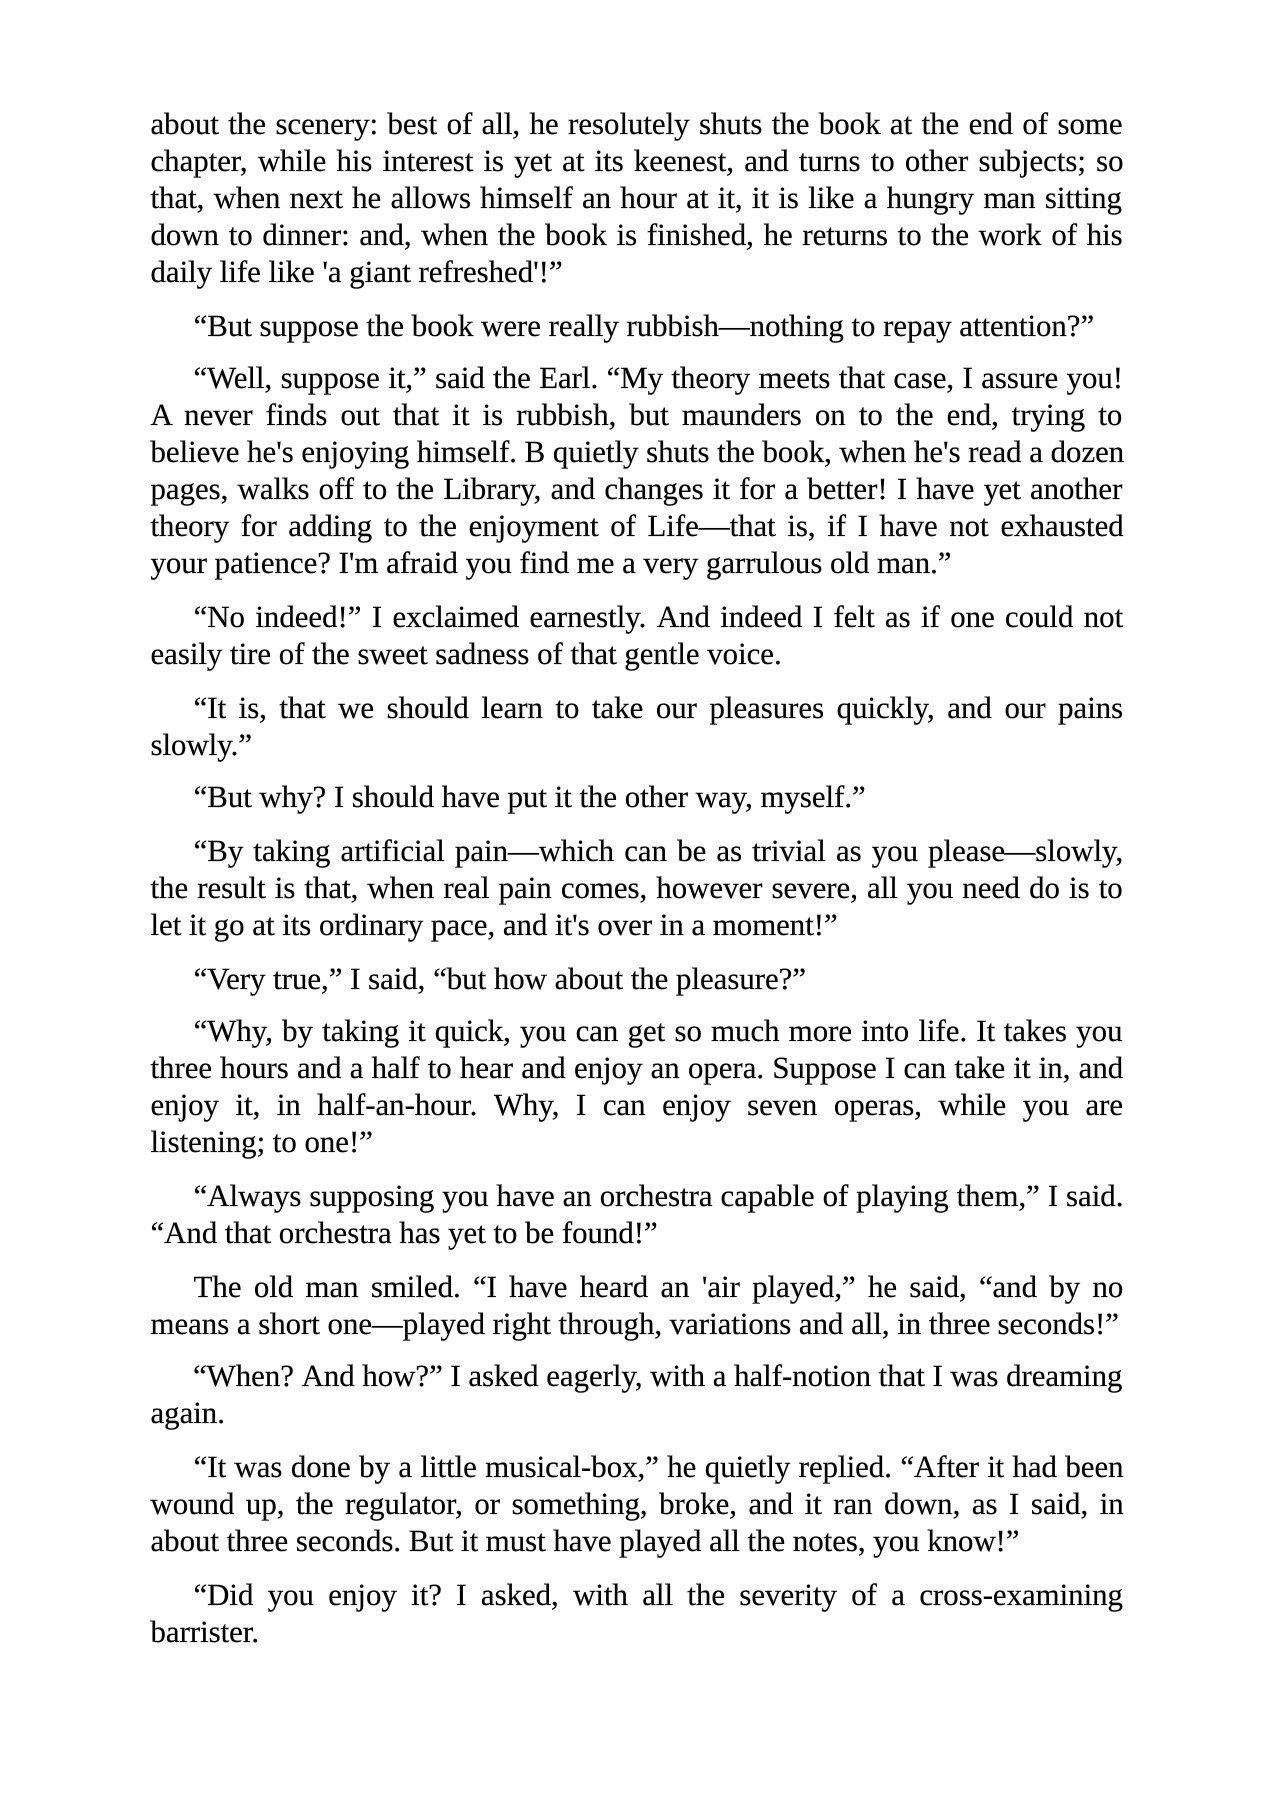 about the scenery: best of all, he resolutely shuts the book at the end of some
chapter, while his interest is yet at its keenest, and turns to other subjects; so
that, when next he allows himself an hour at it, it is like a hungry man sitting
down to dinner: and, when the book is finished, he returns to the work of his
daily life like 'a giant refreshed'!”
“But suppose the book were really rubbish—nothing to repay attention?”
“Well, suppose it,” said the Earl. “My theory meets that case, I assure you!
A never finds out that it is rubbish, but maunders on to the end, trying to
believe he's enjoying himself. B quietly shuts the book, when he's read a dozen
pages, walks off to the Library, and changes it for a better! I have yet another
theory for adding to the enjoyment of Life—that is, if I have not exhausted
your patience? I'm afraid you find me a very garrulous old man.”
“No indeed!” I exclaimed earnestly. And indeed I felt as if one could not
easily tire of the sweet sadness of that gentle voice.
“It is, that we should learn to take our pleasures quickly, and our pains
slowly.”
“But why? I should have put it the other way, myself.”
“By taking artificial pain—which can be as trivial as you please—slowly,
the result is that, when real pain comes, however severe, all you need do is to
let it go at its ordinary pace, and it's over in a moment!”
“Very true,” I said, “but how about the pleasure?”
“Why, by taking it quick, you can get so much more into life. It takes you
three hours and a half to hear and enjoy an opera. Suppose I can take it in, and
enjoy it, in half-an-hour. Why, I can enjoy seven operas, while you are
listening; to one!”
“Always supposing you have an orchestra capable of playing them,” I said.
“And that orchestra has yet to be found!”
The old man smiled. “I have heard an 'air played,” he said, “and by no
means a short one—played right through, variations and all, in three seconds!”
“When? And how?” I asked eagerly, with a half-notion that I was dreaming
again.
“It was done by a little musical-box,” he quietly replied. “After it had been
wound up, the regulator, or something, broke, and it ran down, as I said, in
about three seconds. But it must have played all the notes, you know!”
“Did you enjoy it? I asked, with all the severity of a cross-examining
barrister.